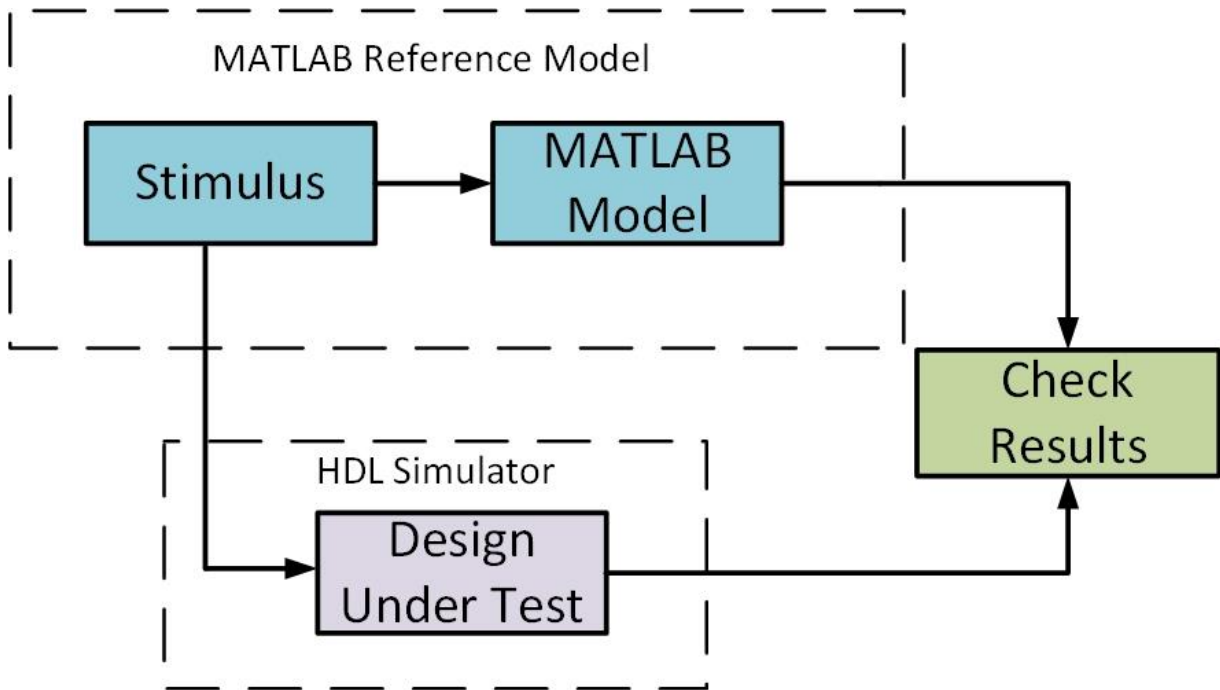 MATLAB Reference Model
Stimulus
MATLAB
Model
Check
Results
HDL Simulator
Design
Under Test